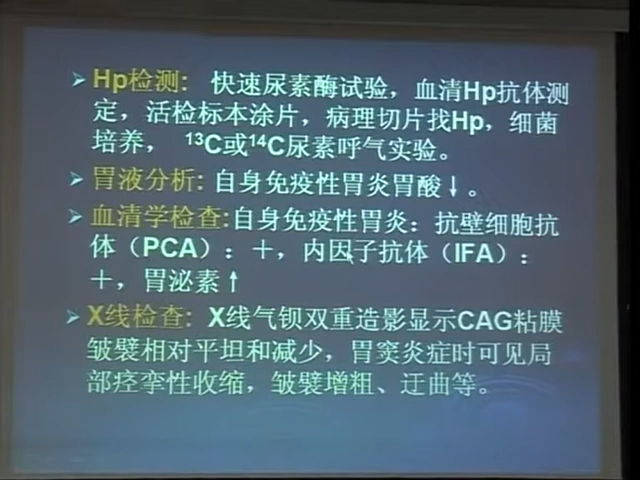 Hp检测： 快速尿素酶试验，血清Hp抗体测
定，活检标本涂片，病理切片找Hp，细菌
培养， ¹³C或¹⁴C尿素呼气实验。
胃液分析: 自身免疫性胃炎胃酸↓。
血清学检查:自身免疫性胃炎：抗壁细胞抗
体（PCA）：＋，内因子抗体（IFA）：
＋，胃泌素↑
X线检查： X线气钡双重造影显示CAG粘膜
皱襞相对平坦和减少，胃窦炎症时可见局
部痉挛性收缩，皱襞增粗、迂曲等。